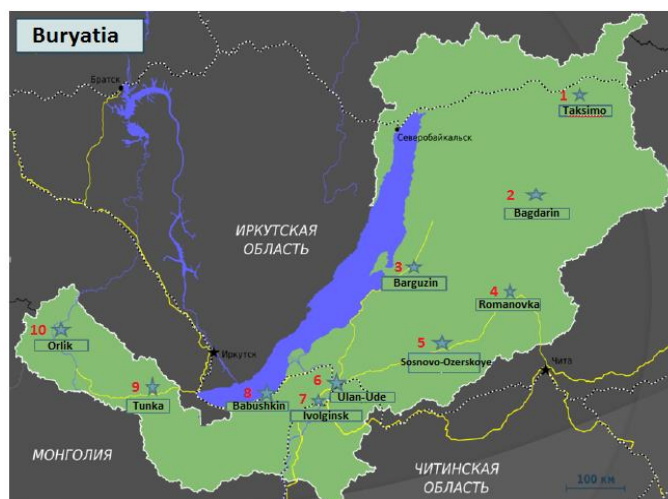 Buryatia
Братск
1
Taksimo
Северобайкальск
2
Bagdarin
ИРКУТСКАЯ
ОБЛАСТЬ
3
Barguzin
4
Romanovka
10
Orlik
Иркутск
5
Sosnovo-Ozerskoye
Чита
9
Tunka
8
Babushkin
6
Ulan-Ude
7
Ivolginsk
МОНГОЛИЯ
ЧИТИНСКАЯ
ОБЛАСТЬ
100 км